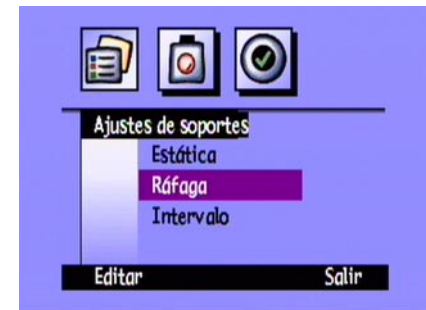 Ajustes de soportes
Estática
Ráfaga
Intervalo
Editar Salir